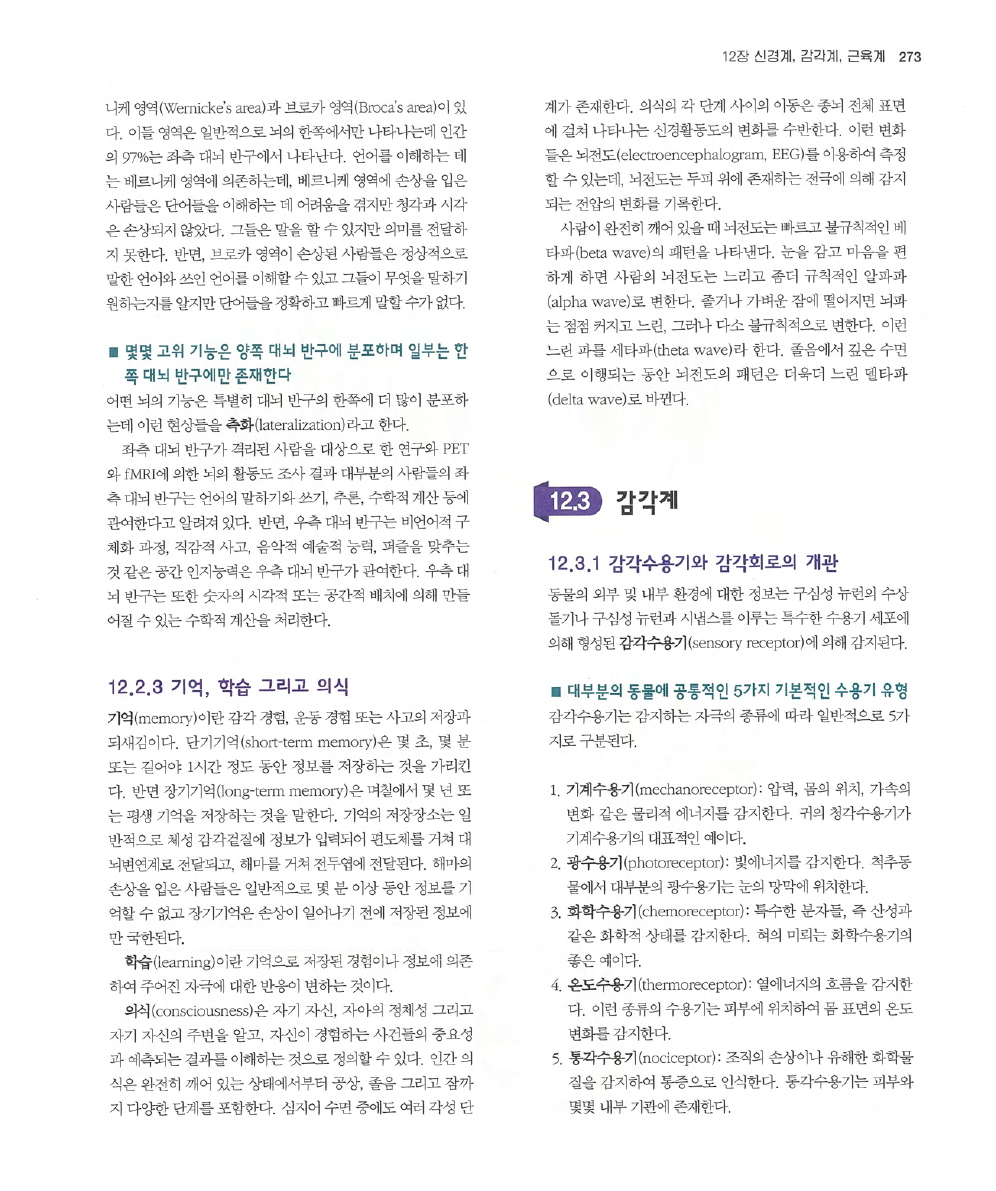 12장 신경계, 감각계, 근육계 273
니케 영역(Wernicke's area)과 브로카 영역(Broca's area)이 있
다. 이들 영역은 일반적으로 뇌의 한쪽에서만 나타나는데 인간
의 97%는 좌측 대뇌 반구에서 나타난다. 언어를 이해하는 데
는 베르니케 영역에 의존하는데, 베르니케 영역에 손상을 입은
사람들은 단어들을 이해하는 데 어려움을 겪지만 청각과 시각
은 손상되지 않았다. 그들은 말을 할 수 있지만 의미를 전달하
지 못한다. 반면, 브로카 영역이 손상된 사람들은 정상적으로
말한 언어와 쓰인 언어를 이해할 수 있고 그들이 무엇을 말하기
원하는지를 알지만 단어들을 정확하고 빠르게 말할 수가 없다.
■ 몇몇 고위 기능은 양쪽 대뇌 반구에 분포하며 일부는 한
쪽 대뇌 반구에만 존재한다
어떤 뇌의 기능은 특별히 대뇌 반구의 한쪽에 더 많이 분포하
는데 이런 현상들을 측화(lateralization)라고 한다.
좌측 대뇌 반구가 격리된 사람을 대상으로 한 연구와 PET
와 fMRI에 의한 뇌의 활동도 조사 결과 대부분의 사람들의 좌
측 대뇌 반구는 언어의 말하기와 쓰기, 추론, 수학적 계산 등에
관여한다고 알려져 있다. 반면, 우측 대뇌 반구는 비언어적 구
체화 과정, 직감적 사고, 음악적 예술적 능력, 퍼즐을 맞추는
것 같은 공간 인지능력은 우측 대뇌 반구가 관여한다. 우측 대
뇌 반구는 또한 숫자의 시각적 또는 공간적 배치에 의해 만들
어질 수 있는 수학적 계산을 처리한다.
12.2.3 기억, 학습 그리고 의식
기억(memory)이란 감각 경험, 운동 경험 또는 사고의 저장과
되새김이다. 단기기억(short-term memory)은 몇 초, 몇 분
또는 길어야 1시간 정도 동안 정보를 저장하는 것을 가리킨
다. 반면 장기기억(long-term memory)은 며칠에서 몇 년 또
는 평생 기억을 저장하는 것을 말한다. 기억의 저장장소는 일
반적으로 체성 감각겉질에 정보가 입력되어 편도체를 거쳐 대
뇌변연계로 전달되고, 해마를 거쳐 전두엽에 전달된다. 해마의
손상을 입은 사람들은 일반적으로 몇 분 이상 동안 정보를 기
억할 수 없고 장기기억은 손상이 일어나기 전에 저장된 정보에
만 국한된다.
학습(learning)이란 기억으로 저장된 경험이나 정보에 의존
하여 주어진 자극에 대한 반응이 변하는 것이다.
의식(consciousness)은 자기 자신, 자아의 정체성 그리고
자기 자신의 주변을 알고, 자신이 경험하는 사건들의 중요성
과 예측되는 결과를 이해하는 것으로 정의할 수 있다. 인간 의
식은 완전히 깨어 있는 상태에서부터 공상, 졸음 그리고 잠까
지 다양한 단계를 포함한다. 심지어 수면 중에도 여러 각성 단
계가 존재한다. 의식의 각 단계 사이의 이동은 종뇌 전체 표면
에 걸쳐 나타나는 신경활동도의 변화를 수반한다. 이런 변화
들은 뇌전도(electroencephalogram, EEG)를 이용하여 측정
할 수 있는데, 뇌전도는 두피 위에 존재하는 전극에 의해 감지
되는 전압의 변화를 기록한다.
사람이 완전히 깨어 있을 때 뇌전도는 빠르고 불규칙적인 베
타파(beta wave)의 패턴을 나타낸다. 눈을 감고 마음을 편
하게 하면 사람의 뇌전도는 느리고 좀더 규칙적인 알파파
(alpha wave)로 변한다. 졸거나 가벼운 잠에 떨어지면 뇌파
는 점점 커지고 느린, 그러나 다소 불규칙적으로 변한다. 이런
느린 파를 세타파(theta wave)라 한다. 졸음에서 깊은 수면
으로 이행되는 동안 뇌전도의 패턴은 더욱더 느린 델타파
(delta wave)로 바뀐다.
12.3 감각계
12.3.1 감각수용기와 감각회로의 개관
동물의 외부 및 내부 환경에 대한 정보는 구심성 뉴런의 수상
돌기나 구심성 뉴런과 시냅스를 이루는 특수한 수용기 세포에
의해 형성된 감각수용기(sensory receptor)에 의해 감지된다.
■ 대부분의 동물에 공통적인 5가지 기본적인 수용기 유형
감각수용기는 감지하는 자극의 종류에 따라 일반적으로 5가
지로 구분된다.
1. 기계수용기(mechanoreceptor): 압력, 몸의 위치, 가속의
변화 같은 물리적 에너지를 감지한다. 귀의 청각수용기가
기계수용기의 대표적인 예이다.
2. 광수용기(photoreceptor): 빛에너지를 감지한다. 척추동
물에서 대부분의 광수용기는 눈의 망막에 위치한다.
3. 화학수용기(chemoreceptor): 특수한 분자들, 즉 산성과
같은 화학적 상태를 감지한다. 혀의 미뢰는 화학수용기의
좋은 예이다.
4. 온도수용기(thermoreceptor): 열에너지의 흐름을 감지한
다. 이런 종류의 수용기는 피부에 위치하여 몸 표면의 온도
변화를 감지한다.
5. 통각수용기(nociceptor): 조직의 손상이나 유해한 화학물
질을 감지하여 통증으로 인식한다. 통각수용기는 피부와
몇몇 내부 기관에 존재한다.